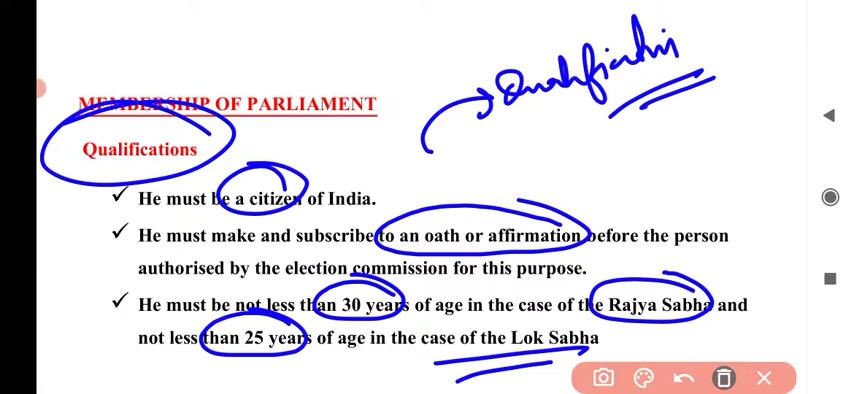 Qualification
MEMBERSHIP OF PARLIAMENT
Qualifications
✓ He must be a citizen of India.
✓ He must make and subscribe to an oath or affirmation before the person
authorised by the election commission for this purpose.
✓ He must be not less than 30 years of age in the case of the Rajya Sabha and
not less than 25 years of age in the case of the Lok Sabha